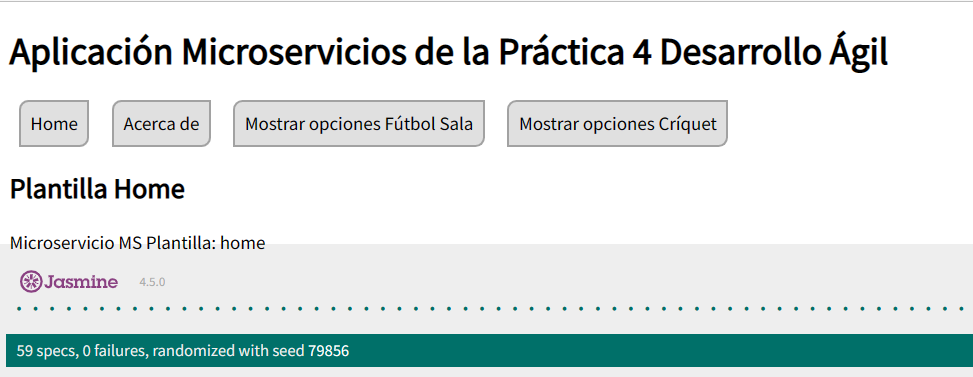 Aplicación Microservicios de la Práctica 4 Desarrollo Ágil
Home Acerca de Mostrar opciones Fútbol Sala Mostrar opciones Críquet
Plantilla Home
Microservicio MS Plantilla: home
Jasmine 4.5.0
59 specs, 0 failures, randomized with seed 79856